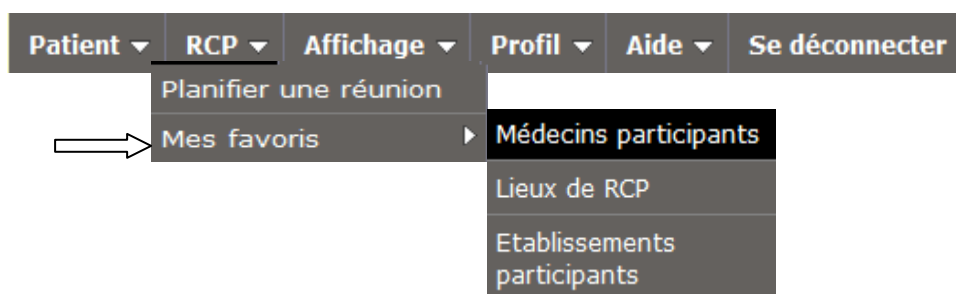 Patient RCP Affichage Profil Aide Se déconnecter
Planifier une réunion
Mes favoris
Médecins participants
Lieux de RCP
Etablissements
participants